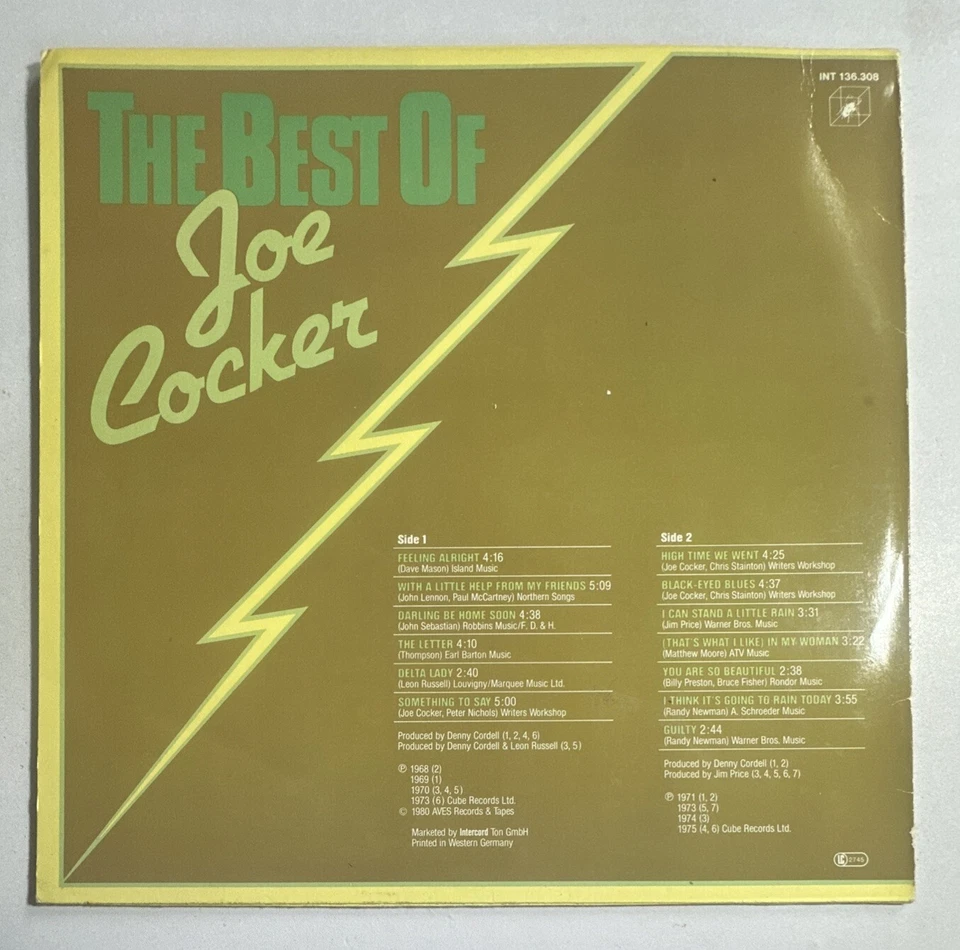 INT 136.308
THE BEST OF
Joe
Cocker
Side 1
FEELING ALRIGHT 4:16
(Dave Mason) Island Music
WITH A LITTLE HELP FROM MY FRIENDS 5:09
(John Lennon, Paul McCartney) Northern Songs
DARLING BE HOME SOON 4:38
(John Sebastian) Robbins Music/F. D. & H.
THE LETTER 4:10
(Thompson) Earl Barton Music
DELTA LADY 2:40
(Leon Russell) Louvigny/Marquee Music Ltd.
SOMETHING TO SAY 5:00
(Joe Cocker, Peter Nichols) Writers Workshop
Produced by Denny Cordell (1, 2, 4, 6)
Produced by Denny Cordell & Leon Russell (3, 5)
℗ 1968 (2)
1969 (1)
1970 (3, 4, 5)
1973 (6) Cube Records Ltd.
© 1980 AVES Records & Tapes
Marketed by Intercord Ton GmbH
Printed in Western Germany
Side 2
HIGH TIME WE WENT 4:25
(Joe Cocker, Chris Stainton) Writers Workshop
BLACK-EYED BLUES 4:37
(Joe Cocker, Chris Stainton) Writers Workshop
I CAN STAND A LITTLE RAIN 3:31
(Jim Price) Warner Bros. Music
(THAT'S WHAT I LIKE) IN MY WOMAN 3:22
(Matthew Moore) ATV Music
YOU ARE SO BEAUTIFUL 2:38
(Billy Preston, Bruce Fisher) Rondor Music
I THINK IT'S GOING TO RAIN TODAY 3:55
(Randy Newman) A. Schroeder Music
GUILTY 2:44
(Randy Newman) Warner Bros. Music
Produced by Denny Cordell (1, 2)
Produced by Jim Price (3, 4, 5, 6, 7)
℗ 1971 (1, 2)
1973 (5, 7)
1974 (3)
1975 (4, 6) Cube Records Ltd.
LC 2745